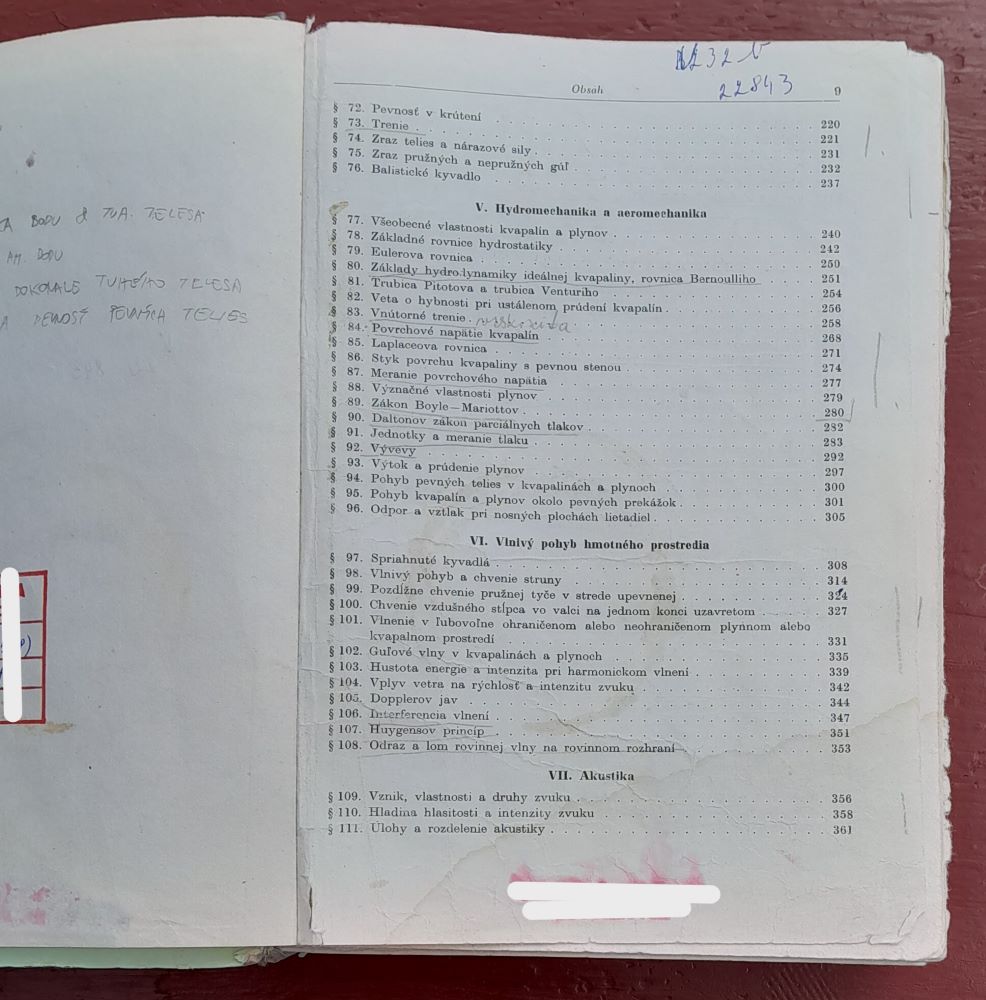 BODU & TUH. TELESA
TUHÉHO TELESA
A PEVNOSŤ PEVNÝCH TELIES
22843
Obsah 9
§ 72. Pevnosť v krútení 220
§ 73. Trenie 221
§ 74. Zraz telies a nárazové sily 231
§ 75. Zraz pružných a nepružných gúľ 232
§ 76. Balistické kyvadlo 237
V. Hydromechanika a aeromechanika
§ 77. Všeobecné vlastnosti kvapalín a plynov 240
§ 78. Základné rovnice hydrostatiky 242
§ 79. Eulerova rovnica 250
§ 80. Základy hydrodynamiky ideálnej kvapaliny, rovnica Bernoulliho 251
§ 81. Trubica Pitotova a trubica Venturiho 254
§ 82. Veta o hybnosti pri ustálenom prúdení kvapalín 256
§ 83. Vnútorné trenie 258
§ 84. Povrchové napätie kvapalín 268
§ 85. Laplaceova rovnica 271
§ 86. Styk povrchu kvapaliny s pevnou stenou 274
§ 87. Meranie povrchového napätia 277
§ 88. Význačné vlastnosti plynov 279
§ 89. Zákon Boyle—Mariottov 280
§ 90. Daltonov zákon parciálnych tlakov 282
§ 91. Jednotky a meranie tlaku 283
§ 92. Vývevy 292
§ 93. Výtok a prúdenie plynov 297
§ 94. Pohyb pevných telies v kvapalinách a plynoch 300
§ 95. Pohyb kvapalín a plynov okolo pevných prekážok 301
§ 96. Odpor a vztlak pri nosných plochách lietadiel 305
VI. Vlnivý pohyb hmotného prostredia
§ 97. Spriahnuté kyvadlá 308
§ 98. Vlnivý pohyb a chvenie struny 314
§ 99. Pozdĺžne chvenie pružnej tyče v strede upevnenej 324
§ 100. Chvenie vzdušného stĺpca vo valci na jednom konci uzavretom 327
§ 101. Vlnenie v ľubovoľne ohraničenom alebo neohraničenom plynnom alebo
kvapalnom prostredí 331
§ 102. Guľové vlny v kvapalinách a plynoch 335
§ 103. Hustota energie a intenzita pri harmonickom vlnení 339
§ 104. Vplyv vetra na rýchlosť a intenzitu zvuku 342
§ 105. Dopplerov jav 344
§ 106. Interferencia vlnení 347
§ 107. Huygensov princíp 351
§ 108. Odraz a lom rovinnej vlny na rovinnom rozhraní 353
VII. Akustika
§ 109. Vznik, vlastnosti a druhy zvuku 356
§ 110. Hladina hlasitosti a intenzity zvuku 358
§ 111. Úlohy a rozdelenie akustiky 361